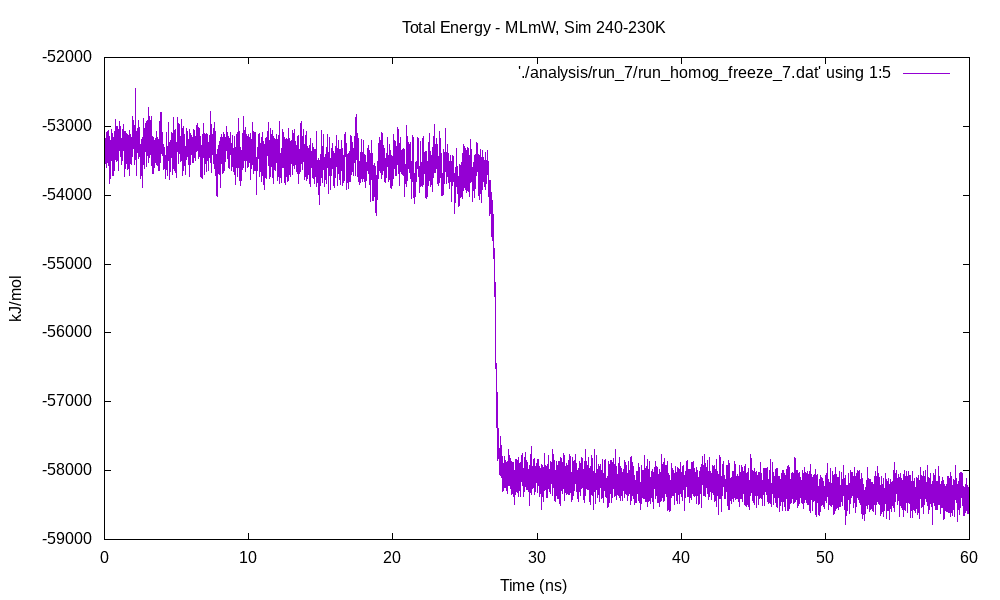 Total Energy - MLmW, Sim 240-230K
'./analysis/run_7/run_homog_freeze_7.dat' using 1:5
-52000
-53000
-54000
-55000
-56000
-57000
-58000
-59000
kJ/mol
0 10 20 30 40 50 60
Time (ns)